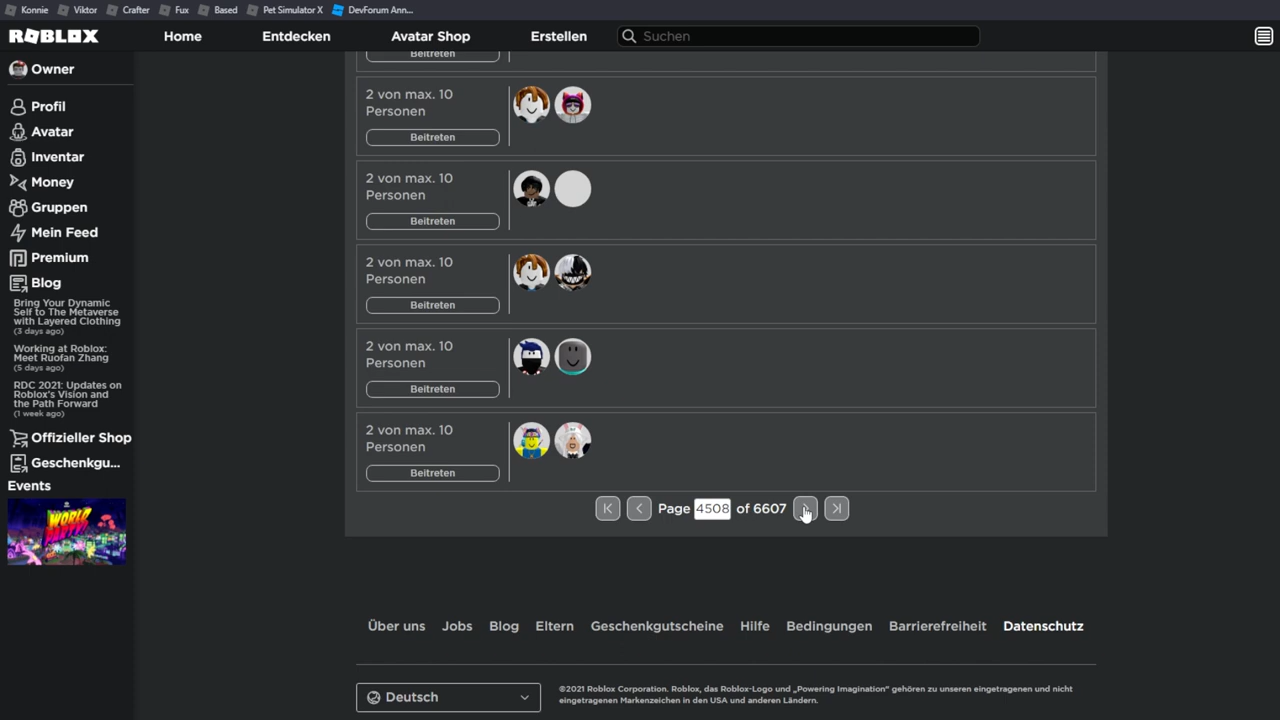 Konnie Viktor Crafter Fux Based Pet Simulator X DevForum Ann...
ROBLOX Home Entdecken Avatar Shop Erstellen Suchen
Owner
Profil
Avatar
Inventar
Money
Gruppen
Mein Feed
Premium
Blog
Bring Your Dynamic
Self to The Metaverse
with Layered Clothing
(3 days ago)
Working at Roblox:
Meet Ruofan Zhang
(5 days ago)
RDC 2021: Updates on
Roblox's Vision and
the Path Forward
(1 week ago)
Offizieller Shop
Geschenkgu...
Events
WORLD
PARTY
Beitreten
2 von max. 10
Personen
Beitreten
2 von max. 10
Personen
Beitreten
2 von max. 10
Personen
Beitreten
2 von max. 10
Personen
Beitreten
2 von max. 10
Personen
Beitreten
Page 4508 of 6607
Über uns Jobs Blog Eltern Geschenkgutscheine Hilfe Bedingungen Barrierefreiheit Datenschutz
Deutsch
©2021 Roblox Corporation. Roblox, das Roblox-Logo und „Powering Imagination" gehören zu unseren eingetragenen und nicht
eingetragenen Markenzeichen in den USA und anderen Ländern.